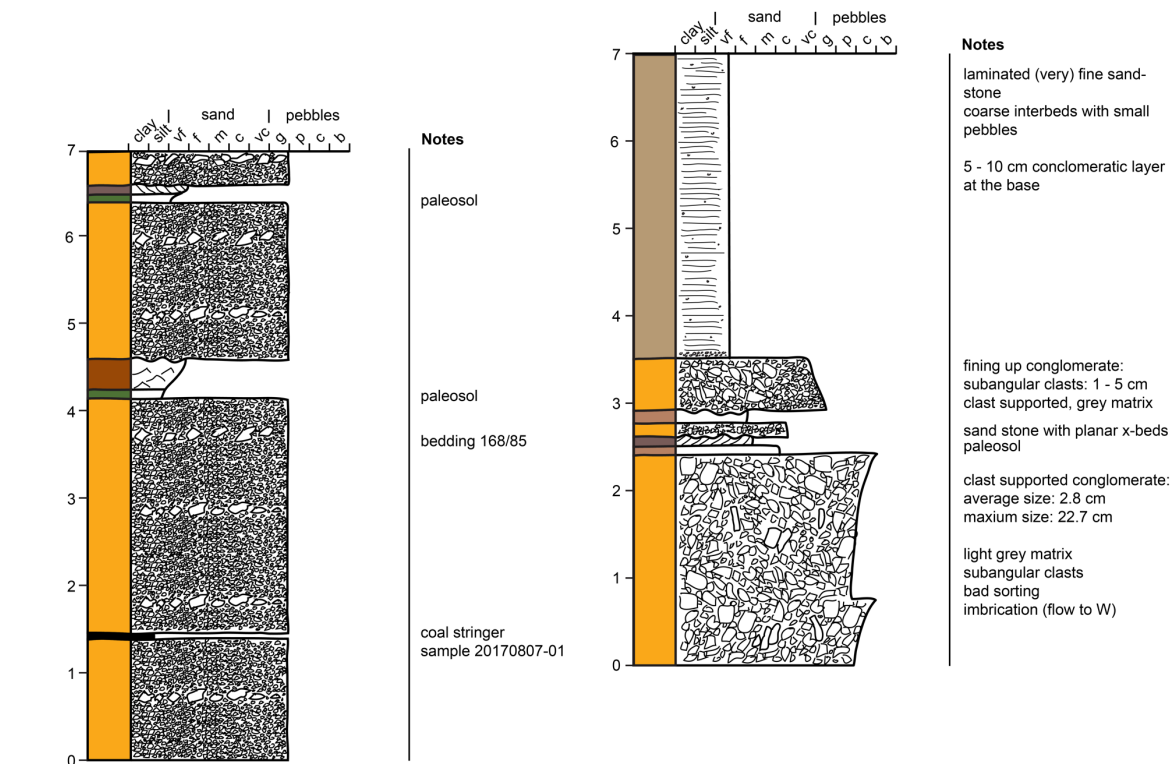 sand
pebbles
clay silt vf f m c vc g p c b
Notes
7
paleosol
6
5
paleosol
4
bedding 168/85
3
2
coal stringer
sample 20170807-01
1
0
sand
pebbles
clay silt vf f m c vc g p c b
Notes
7
laminated (very) fine sand-
stone
coarse interbeds with small
pebbles
6
5 - 10 cm conclomeratic layer
at the base
5
4
fining up conglomerate:
subangular clasts: 1 - 5 cm
clast supported, grey matrix
3
sand stone with planar x-beds
paleosol
clast supported conglomerate:
average size: 2.8 cm
maxium size: 22.7 cm
2
light grey matrix
subangular clasts
bad sorting
imbrication (flow to W)
1
0